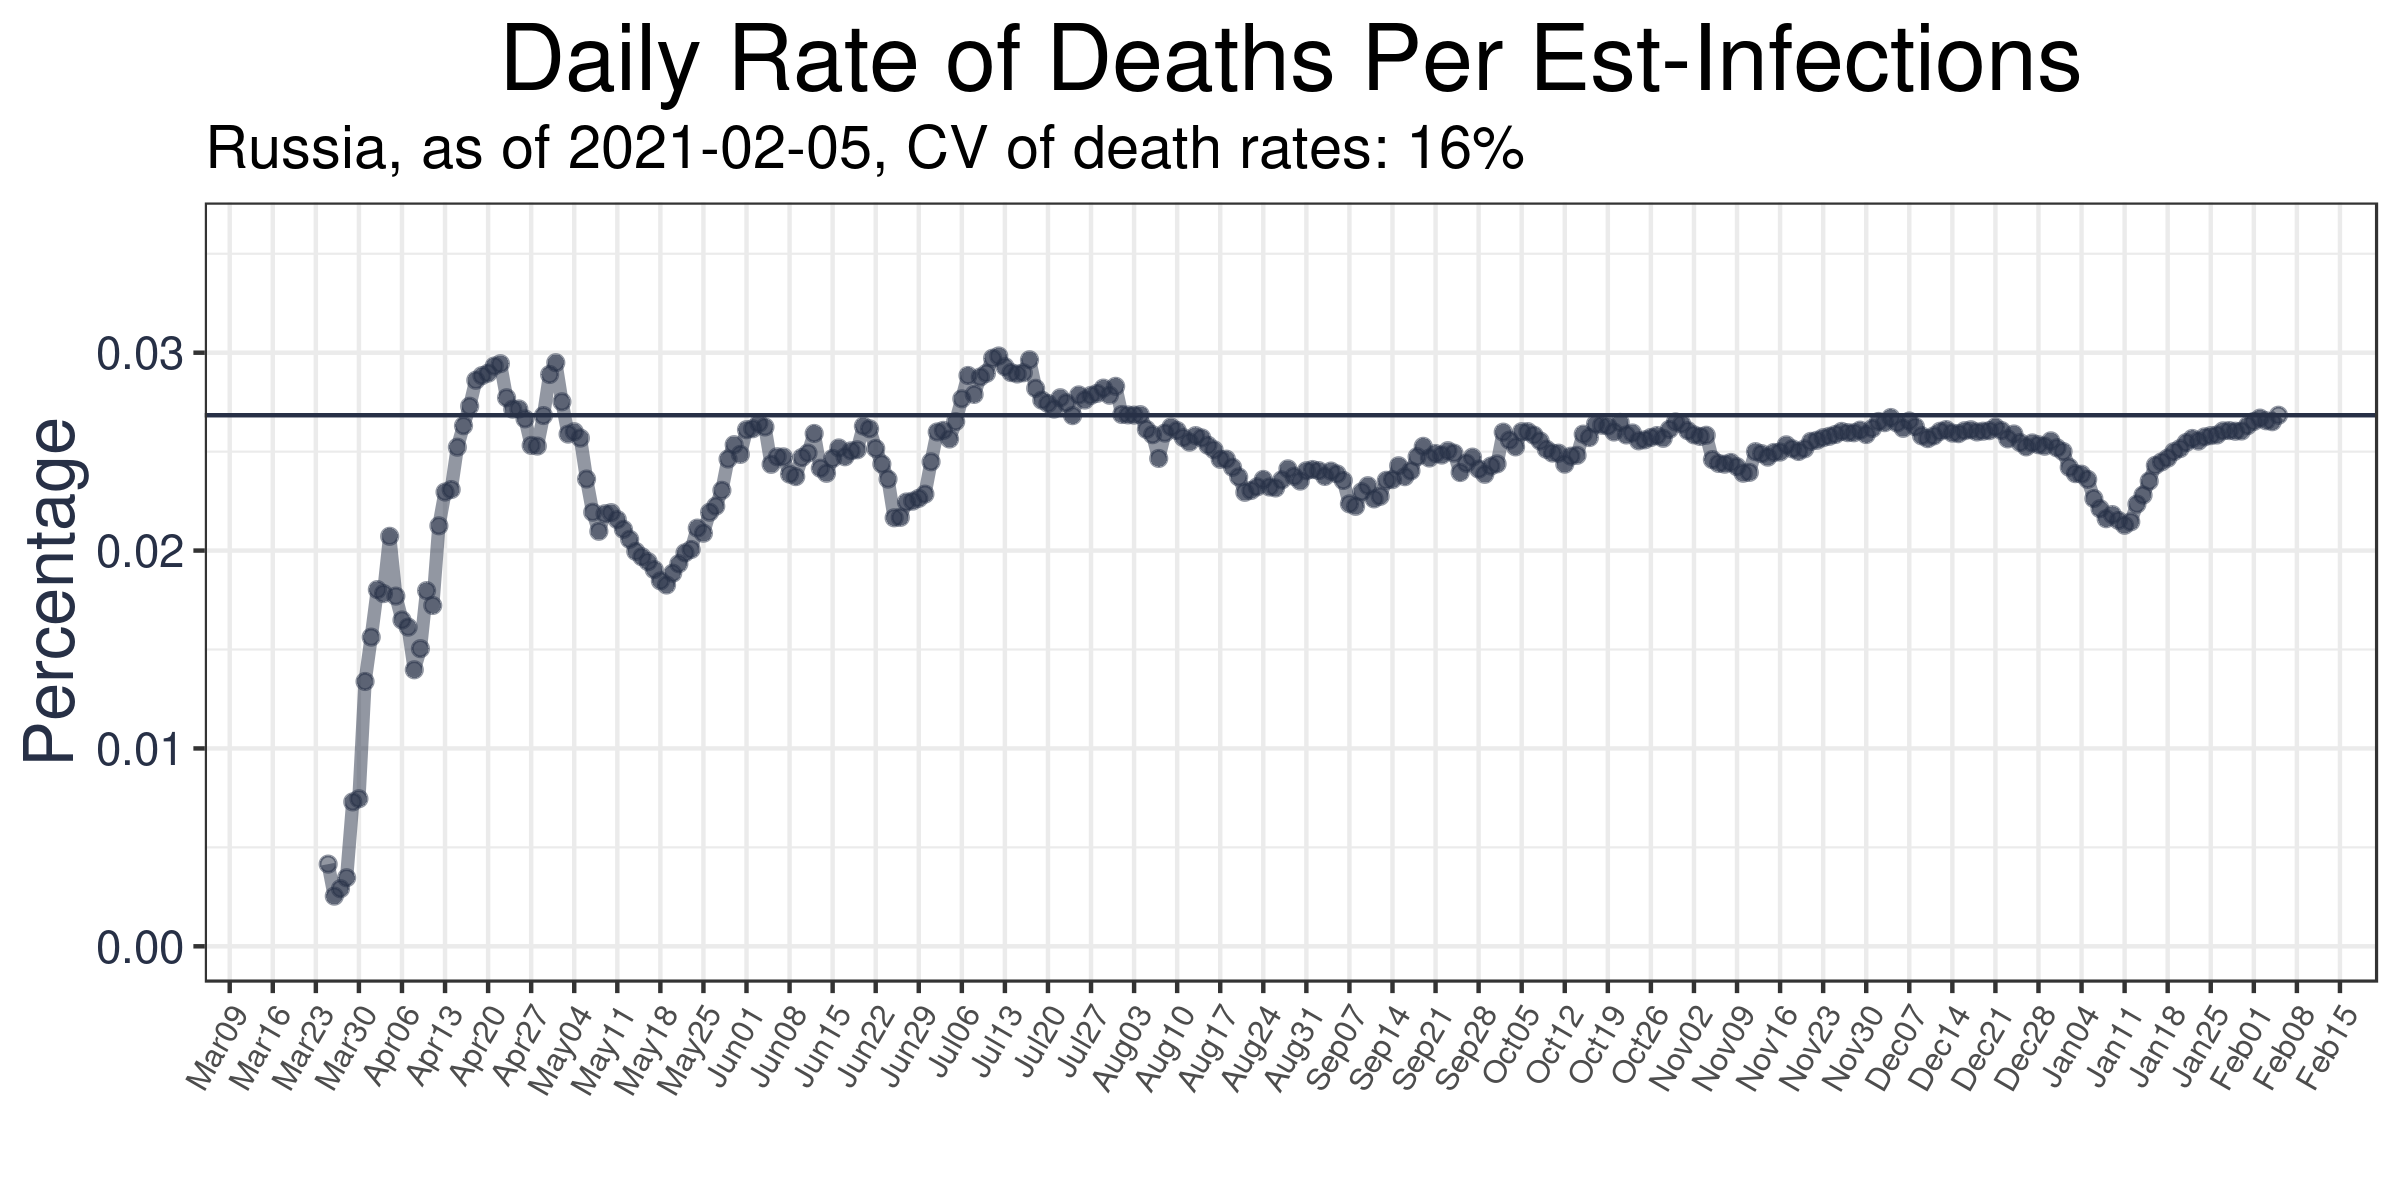 Daily Rate of Deaths Per Est-Infections
Russia, as of 2021-02-05, CV of death rates: 16%
Percentage
0.03
0.02
0.01
0.00
Mar09
Mar16
Mar23
Mar30
Apr06
Apr13
Apr20
Apr27
May04
May11
May18
May25
Jun01
Jun08
Jun15
Jun22
Jun29
Jul06
Jul13
Jul20
Jul27
Aug03
Aug10
Aug17
Aug24
Aug31
Sep07
Sep14
Sep21
Sep28
Oct05
Oct12
Oct19
Oct26
Nov02
Nov09
Nov16
Nov23
Nov30
Dec07
Dec14
Dec21
Dec28
Jan04
Jan11
Jan18
Jan25
Feb01
Feb08
Feb15